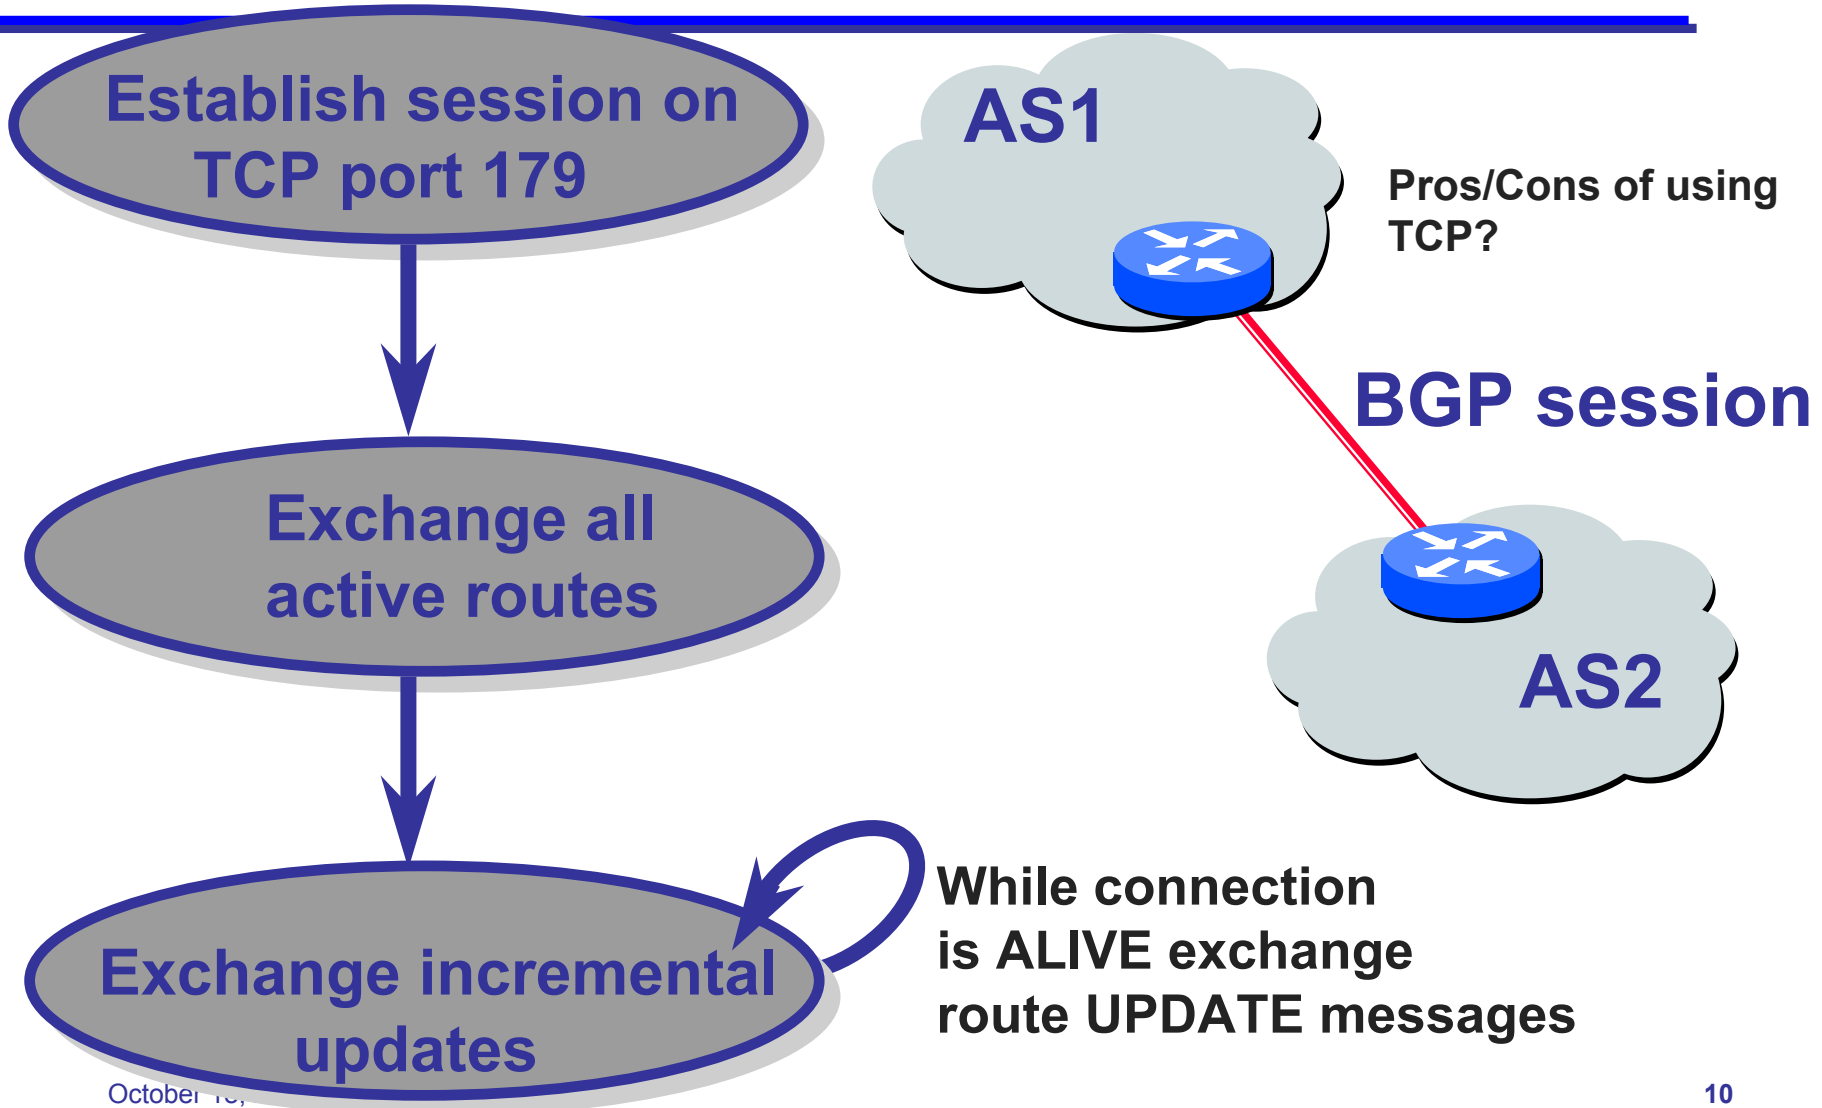 Establish session on
TCP port 179
AS1
Pros/Cons of using
TCP?
BGP session
Exchange all
active routes
AS2
While connection
is ALIVE exchange
route UPDATE messages
Exchange incremental
updates
October
10